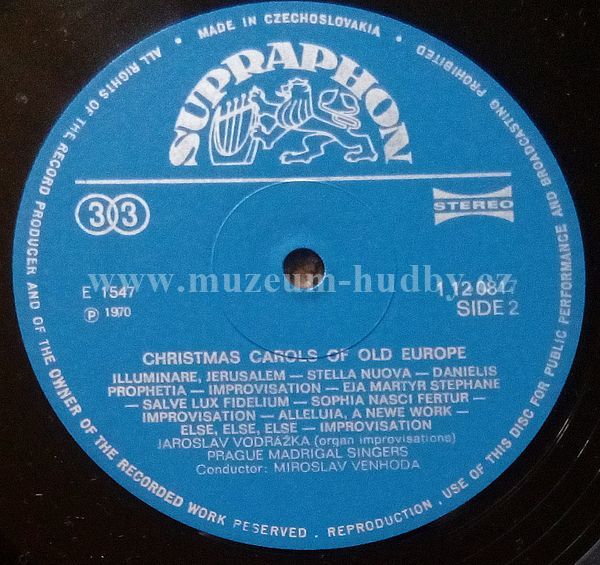 MADE IN CZECHOSLOVAKIA
ALL RIGHTS OF THE RECORD PRODUCER AND OF THE OWNER OF THE RECORDED WORK PESERVED . REPRODUCTION , USE OF THIS DISC FOR PUBLIC PERFORMANCE AND BROADCASTING PROHIBITED
SUPRAPHON
33
STEREO
www.muzeum-hudby.cz
E 1547
℗ 1970
SIDE 2
CHRISTMAS CAROLS OF OLD EUROPE
ILLUMINARE, JERUSALEM — STELLA NUOVA — DANIELIS
PROPHETIA — IMPROVISATION — EJA MARTYR STEPHANE
— SALVE LUX FIDELIUM — SOPHIA NASCI FERTUR —
IMPROVISATION — ALLELUIA, A NEWE WORK —
ELSE, ELSE, ELSE — IMPROVISATION
JAROSLAV VODRÁŽKA (organ improvisations)
PRAGUE MADRIGAL SINGERS
Conductor: MIROSLAV VENHODA